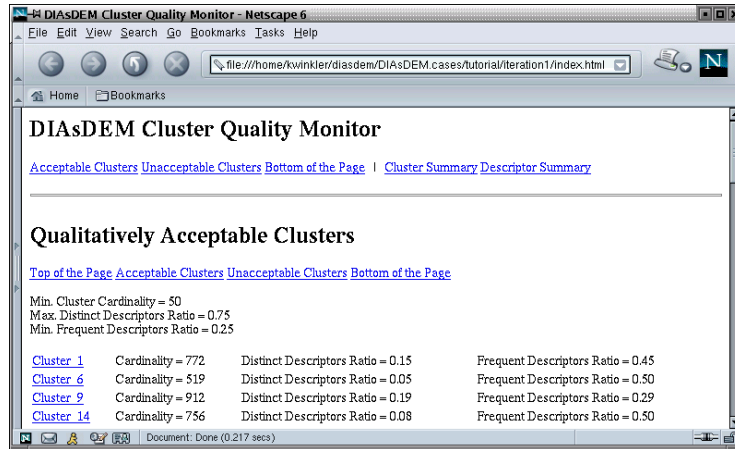 DIAsDEM Cluster Quality Monitor - Netscape 6
File Edit View Search Go Bookmarks Tasks Help
file:///home/kwinkler/diasdem/DIAsDEM.cases/tutorial/iteration1/index.html
N
Home Bookmarks
DIAsDEM Cluster Quality Monitor
Acceptable Clusters Unacceptable Clusters Bottom of the Page | Cluster Summary Descriptor Summary
Qualitatively Acceptable Clusters
Top of the Page Acceptable Clusters Unacceptable Clusters Bottom of the Page
Min. Cluster Cardinality = 50
Max. Distinct Descriptors Ratio = 0.75
Min. Frequent Descriptors Ratio = 0.25
Cluster 1 Cardinality = 772 Distinct Descriptors Ratio = 0.15 Frequent Descriptors Ratio = 0.45
Cluster 6 Cardinality = 519 Distinct Descriptors Ratio = 0.05 Frequent Descriptors Ratio = 0.50
Cluster 9 Cardinality = 912 Distinct Descriptors Ratio = 0.19 Frequent Descriptors Ratio = 0.29
Cluster 14 Cardinality = 756 Distinct Descriptors Ratio = 0.08 Frequent Descriptors Ratio = 0.50
Document: Done (0.217 secs)